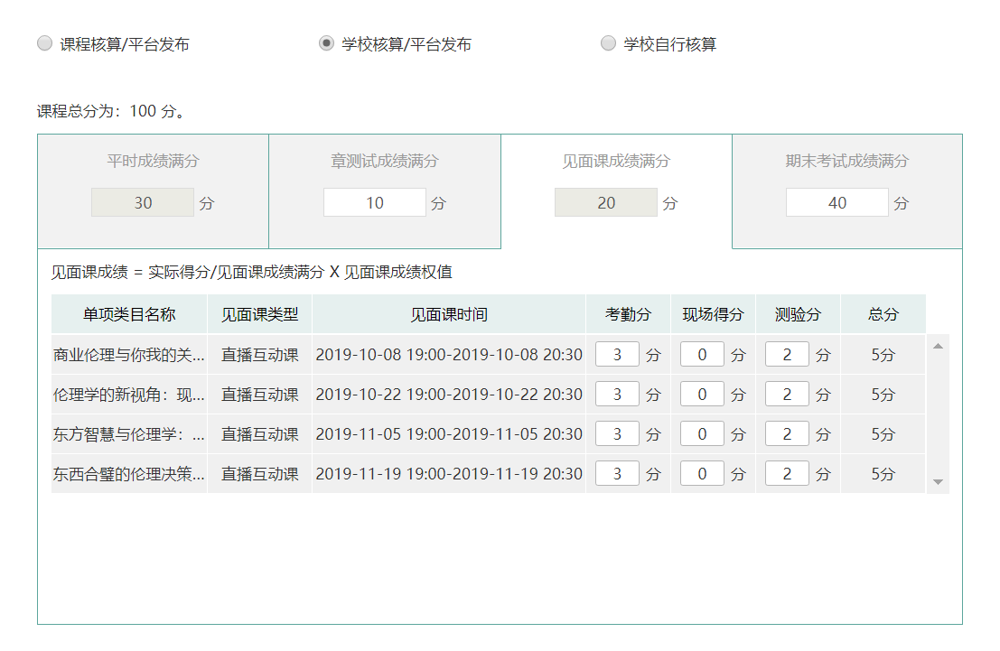 课程核算/平台发布 学校核算/平台发布 学校自行核算
课程总分为：100 分。
平时成绩满分 章测试成绩满分 见面课成绩满分 期末考试成绩满分
30 分 10 分 20 分 40 分
见面课成绩 = 实际得分/见面课成绩满分 X 见面课成绩权值
单项类目名称 见面课类型 见面课时间 考勤分 现场得分 测验分 总分
商业伦理与你我的关... 直播互动课 2019-10-08 19:00-2019-10-08 20:30 3 分 0 分 2 分 5分
伦理学的新视角：现... 直播互动课 2019-10-22 19:00-2019-10-22 20:30 3 分 0 分 2 分 5分
东方智慧与伦理学：... 直播互动课 2019-11-05 19:00-2019-11-05 20:30 3 分 0 分 2 分 5分
东西合璧的伦理决策... 直播互动课 2019-11-19 19:00-2019-11-19 20:30 3 分 0 分 2 分 5分